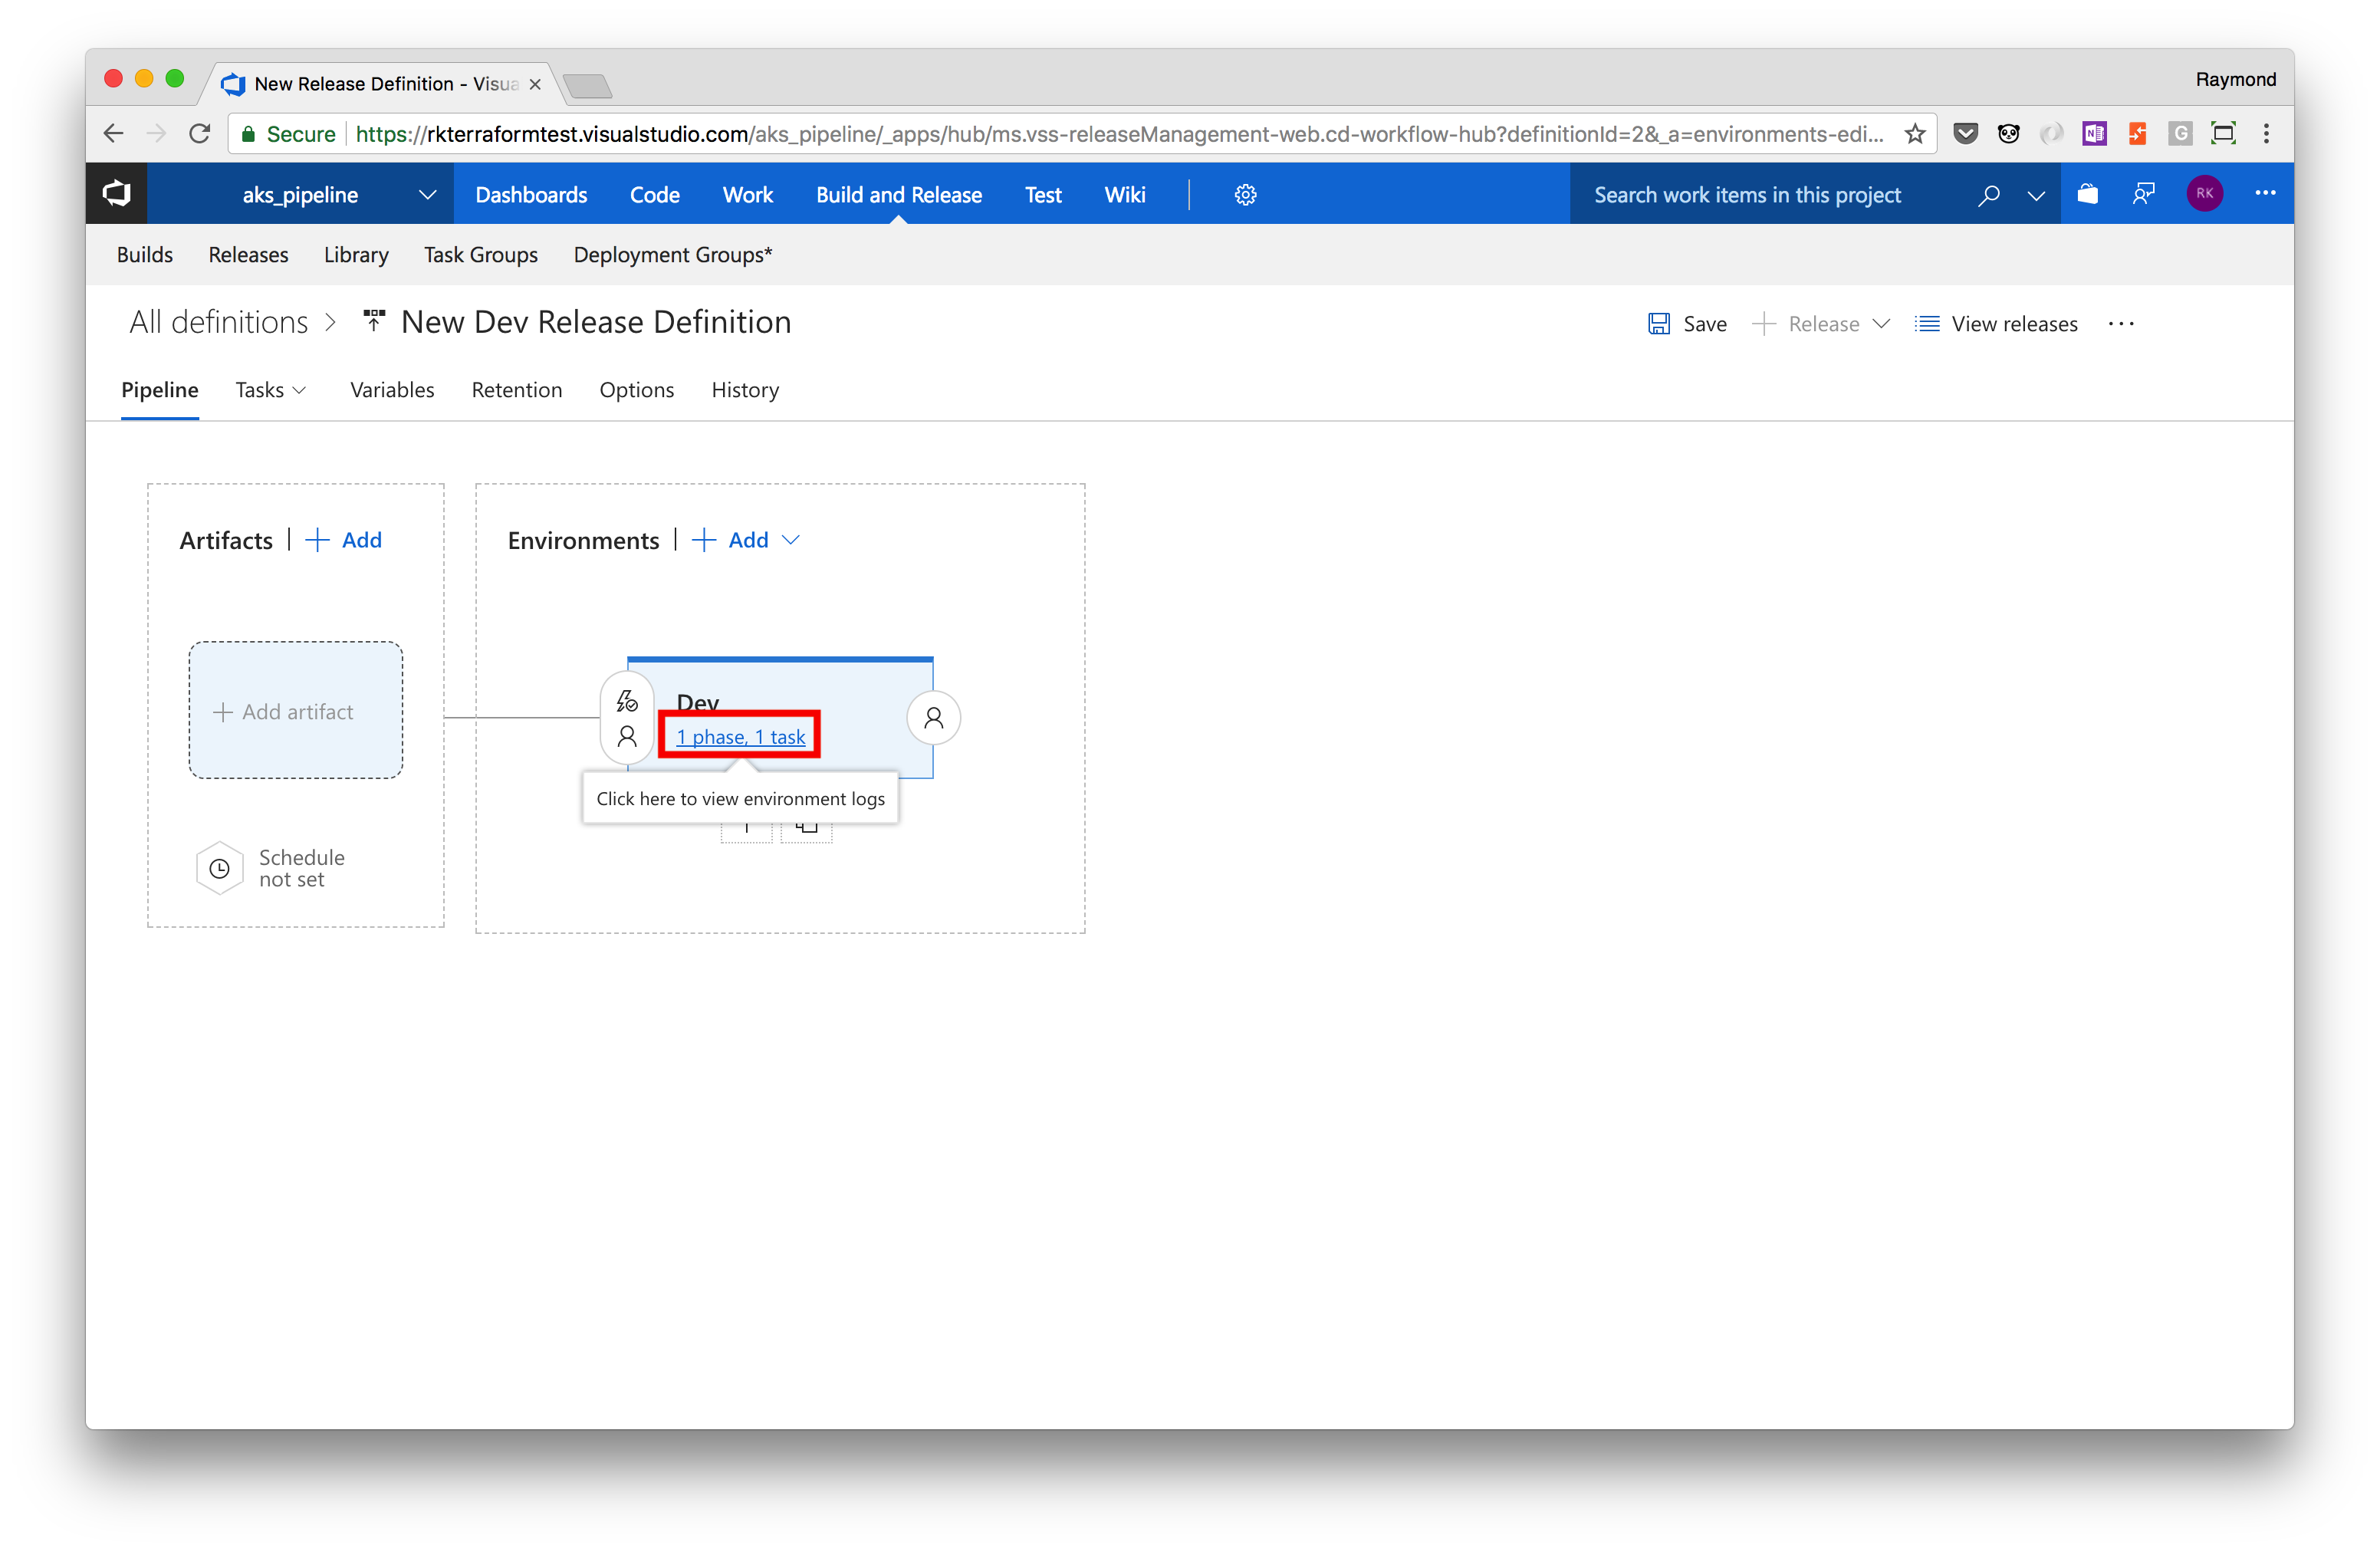 New Release Definition - Visua
Raymond
Secure https://rkterraformtest.visualstudio.com/aks_pipeline/_apps/hub/ms.vss-releaseManagement-web.cd-workflow-hub?definitionId=2&_a=environments-edi...
aks_pipeline Dashboards Code Work Build and Release Test Wiki Search work items in this project RK
Builds Releases Library Task Groups Deployment Groups*
All definitions > New Dev Release Definition Save Release View releases
Pipeline Tasks Variables Retention Options History
Artifacts | + Add
Environments | + Add
+ Add artifact
Dev
1 phase, 1 task
Click here to view environment logs
Schedule
not set